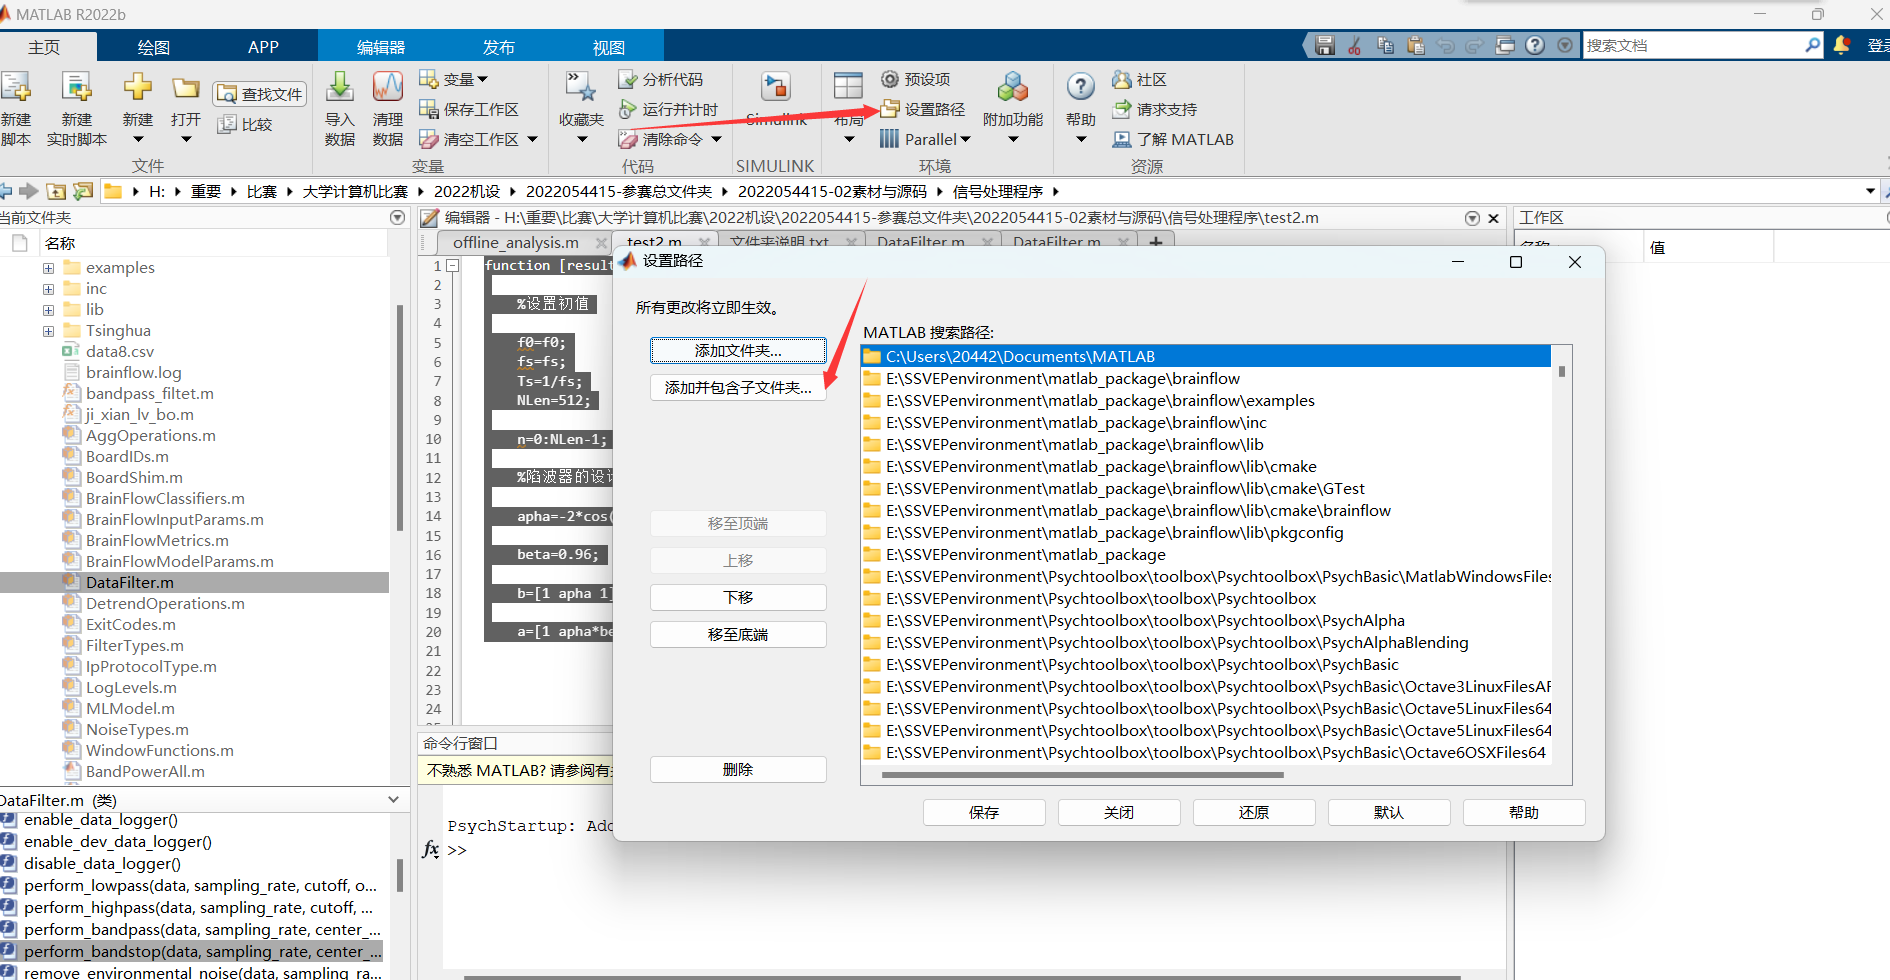 MATLAB R2022b
主页 绘图 APP 编辑器 发布 视图
搜索文档
新建 脚本
新建 实时脚本
新建
打开
查找文件
比较
文件
导入 数据
清理 数据
变量
保存工作区
清空工作区
变量
收藏夹
分析代码
运行并计时
清除命令
代码
Simulink
SIMULINK
布局
预设项
设置路径
Parallel
附加功能
环境
帮助
社区
请求支持
了解 MATLAB
资源
H: 重要 比赛 大学计算机比赛 2022机设 2022054415-参赛总文件夹 2022054415-02素材与源码 信号处理程序
当前文件夹
名称
examples
inc
lib
Tsinghua
data8.csv
brainflow.log
bandpass_filtet.m
ji_xian_lv_bo.m
AggOperations.m
BoardIDs.m
BoardShim.m
BrainFlowClassifiers.m
BrainFlowInputParams.m
BrainFlowMetrics.m
BrainFlowModelParams.m
DataFilter.m
DetrendOperations.m
ExitCodes.m
FilterTypes.m
IpProtocolType.m
LogLevels.m
MLModel.m
NoiseTypes.m
WindowFunctions.m
BandPowerAll.m
DataFilter.m (类)
enable_data_logger()
enable_dev_data_logger()
disable_data_logger()
perform_lowpass(data, sampling_rate, cutoff, o...
perform_highpass(data, sampling_rate, cutoff, ...
perform_bandpass(data, sampling_rate, center_...
perform_bandstop(data, sampling_rate, center_...
remove_environmental_noise(data, sampling_ra...
编辑器 - H:\重要\比赛\大学计算机比赛\2022机设\2022054415-参赛总文件夹\2022054415-02素材与源码\信号处理程序\test2.m
offline_analysis.m test2.m 文件夹说明.txt DataFilter.m DataFilter.m
1 function [result
2
3 %设置初值
4
5 f0=f0;
6 fs=fs;
7 Ts=1/fs;
8 NLen=512;
9
10 n=0:NLen-1;
11
12 %陷波器的设计
13
14 apha=-2*cos(
15
16 beta=0.96;
17
18 b=[1 apha 1]
19
20 a=[1 apha*be
21
22
23
24
命令行窗口
不熟悉 MATLAB? 请参阅有
PsychStartup: Add
fx >>
工作区
名称 值
设置路径
所有更改将立即生效。
添加文件夹...
添加并包含子文件夹...
移至顶端
上移
下移
移至底端
删除
MATLAB 搜索路径:
C:\Users\20442\Documents\MATLAB
E:\SSVEPenvironment\matlab_package\brainflow
E:\SSVEPenvironment\matlab_package\brainflow\examples
E:\SSVEPenvironment\matlab_package\brainflow\inc
E:\SSVEPenvironment\matlab_package\brainflow\lib
E:\SSVEPenvironment\matlab_package\brainflow\lib\cmake
E:\SSVEPenvironment\matlab_package\brainflow\lib\cmake\GTest
E:\SSVEPenvironment\matlab_package\brainflow\lib\cmake\brainflow
E:\SSVEPenvironment\matlab_package\brainflow\lib\pkgconfig
E:\SSVEPenvironment\matlab_package
E:\SSVEPenvironment\Psychtoolbox\toolbox\Psychtoolbox\PsychBasic\MatlabWindowsFiles
E:\SSVEPenvironment\Psychtoolbox\toolbox\Psychtoolbox
E:\SSVEPenvironment\Psychtoolbox\toolbox\Psychtoolbox\PsychAlpha
E:\SSVEPenvironment\Psychtoolbox\toolbox\Psychtoolbox\PsychAlphaBlending
E:\SSVEPenvironment\Psychtoolbox\toolbox\Psychtoolbox\PsychBasic
E:\SSVEPenvironment\Psychtoolbox\toolbox\Psychtoolbox\PsychBasic\Octave3LinuxFilesAR
E:\SSVEPenvironment\Psychtoolbox\toolbox\Psychtoolbox\PsychBasic\Octave5LinuxFiles64
E:\SSVEPenvironment\Psychtoolbox\toolbox\Psychtoolbox\PsychBasic\Octave5LinuxFiles64
E:\SSVEPenvironment\Psychtoolbox\toolbox\Psychtoolbox\PsychBasic\Octave6OSXFiles64
保存 关闭 还原 默认 帮助